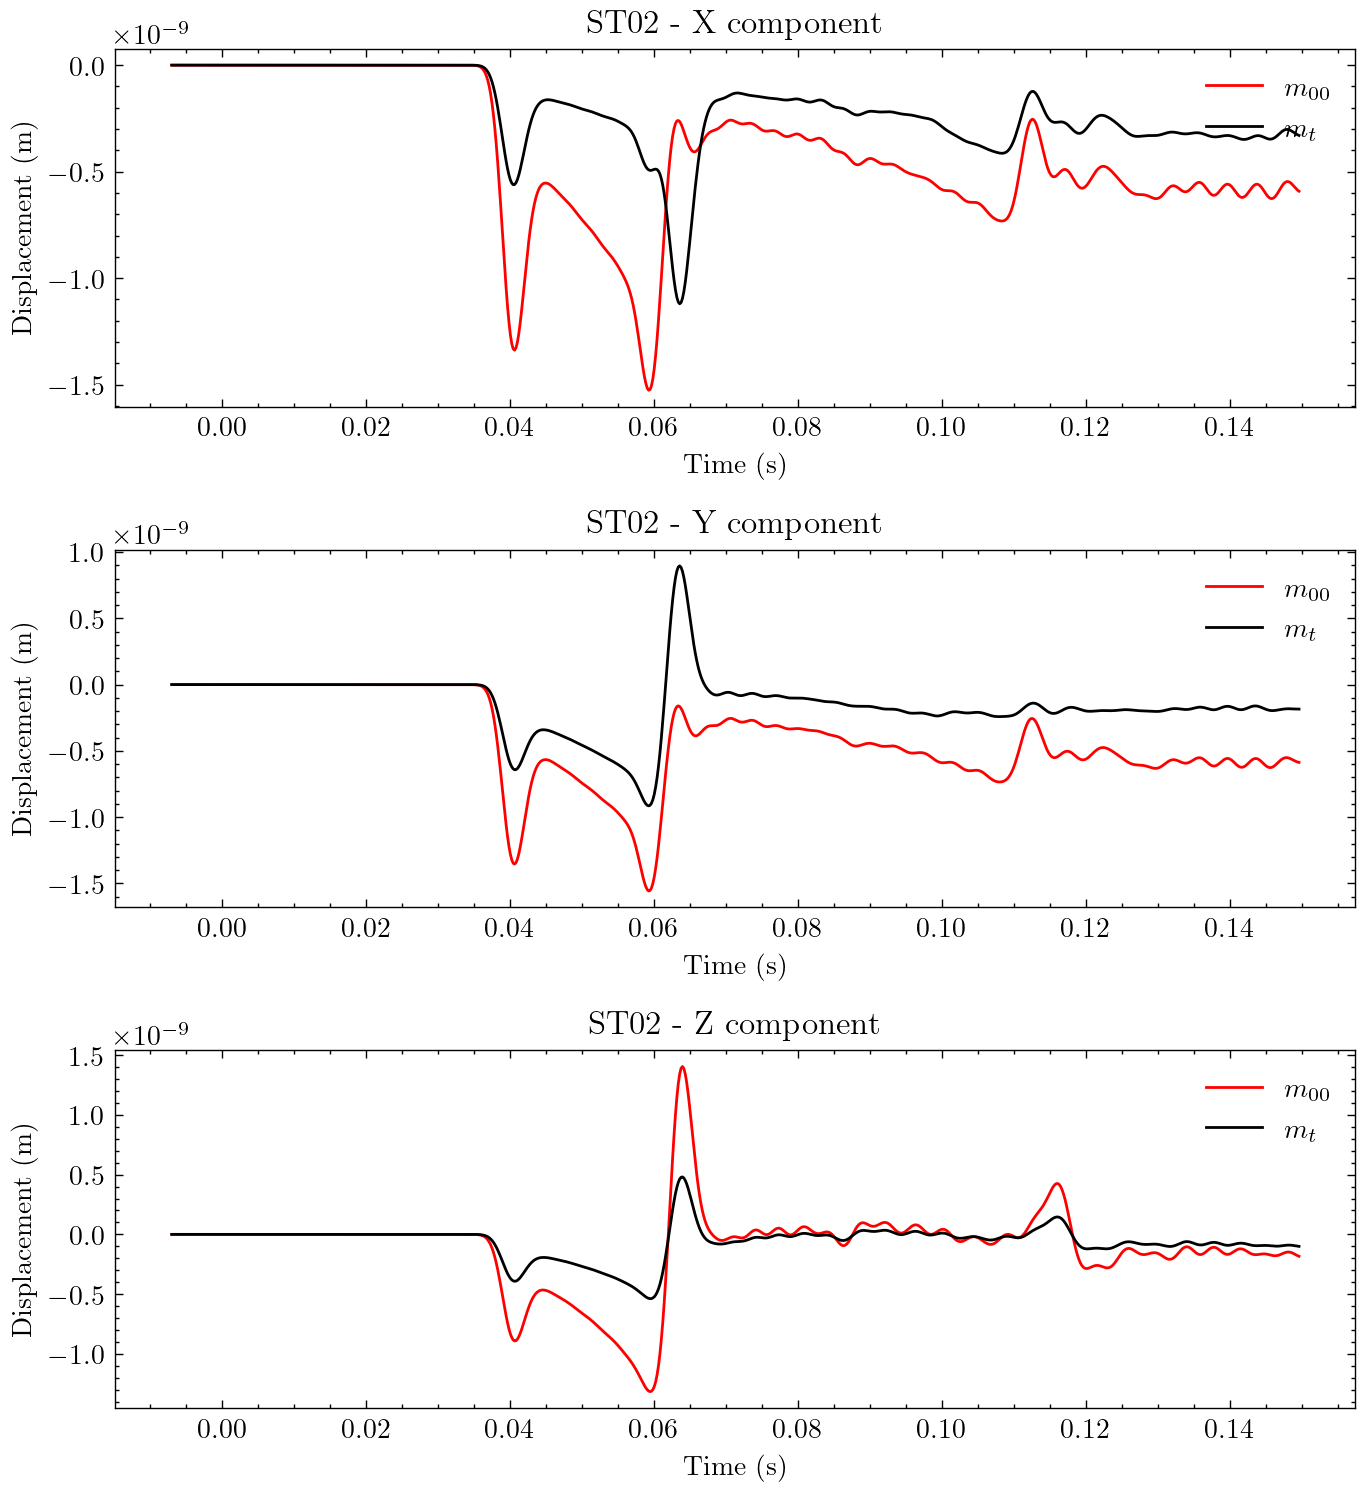 ST02 - X component
×10⁻⁹
0.0
−0.5
−1.0
−1.5
Displacement (m)
m₀₀
mₜ
0.00 0.02 0.04 0.06 0.08 0.10 0.12 0.14
Time (s)
ST02 - Y component
×10⁻⁹
1.0
0.5
0.0
−0.5
−1.0
−1.5
Displacement (m)
m₀₀
mₜ
0.00 0.02 0.04 0.06 0.08 0.10 0.12 0.14
Time (s)
ST02 - Z component
×10⁻⁹
1.5
1.0
0.5
0.0
−0.5
−1.0
Displacement (m)
m₀₀
mₜ
0.00 0.02 0.04 0.06 0.08 0.10 0.12 0.14
Time (s)